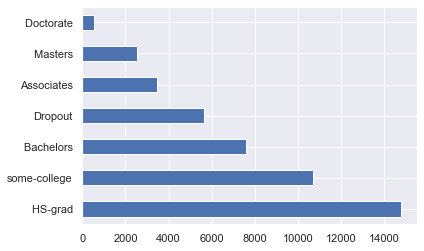 Doctorate
Masters
Associates
Dropout
Bachelors
some-college
HS-grad
0 2000 4000 6000 8000 10000 12000 14000